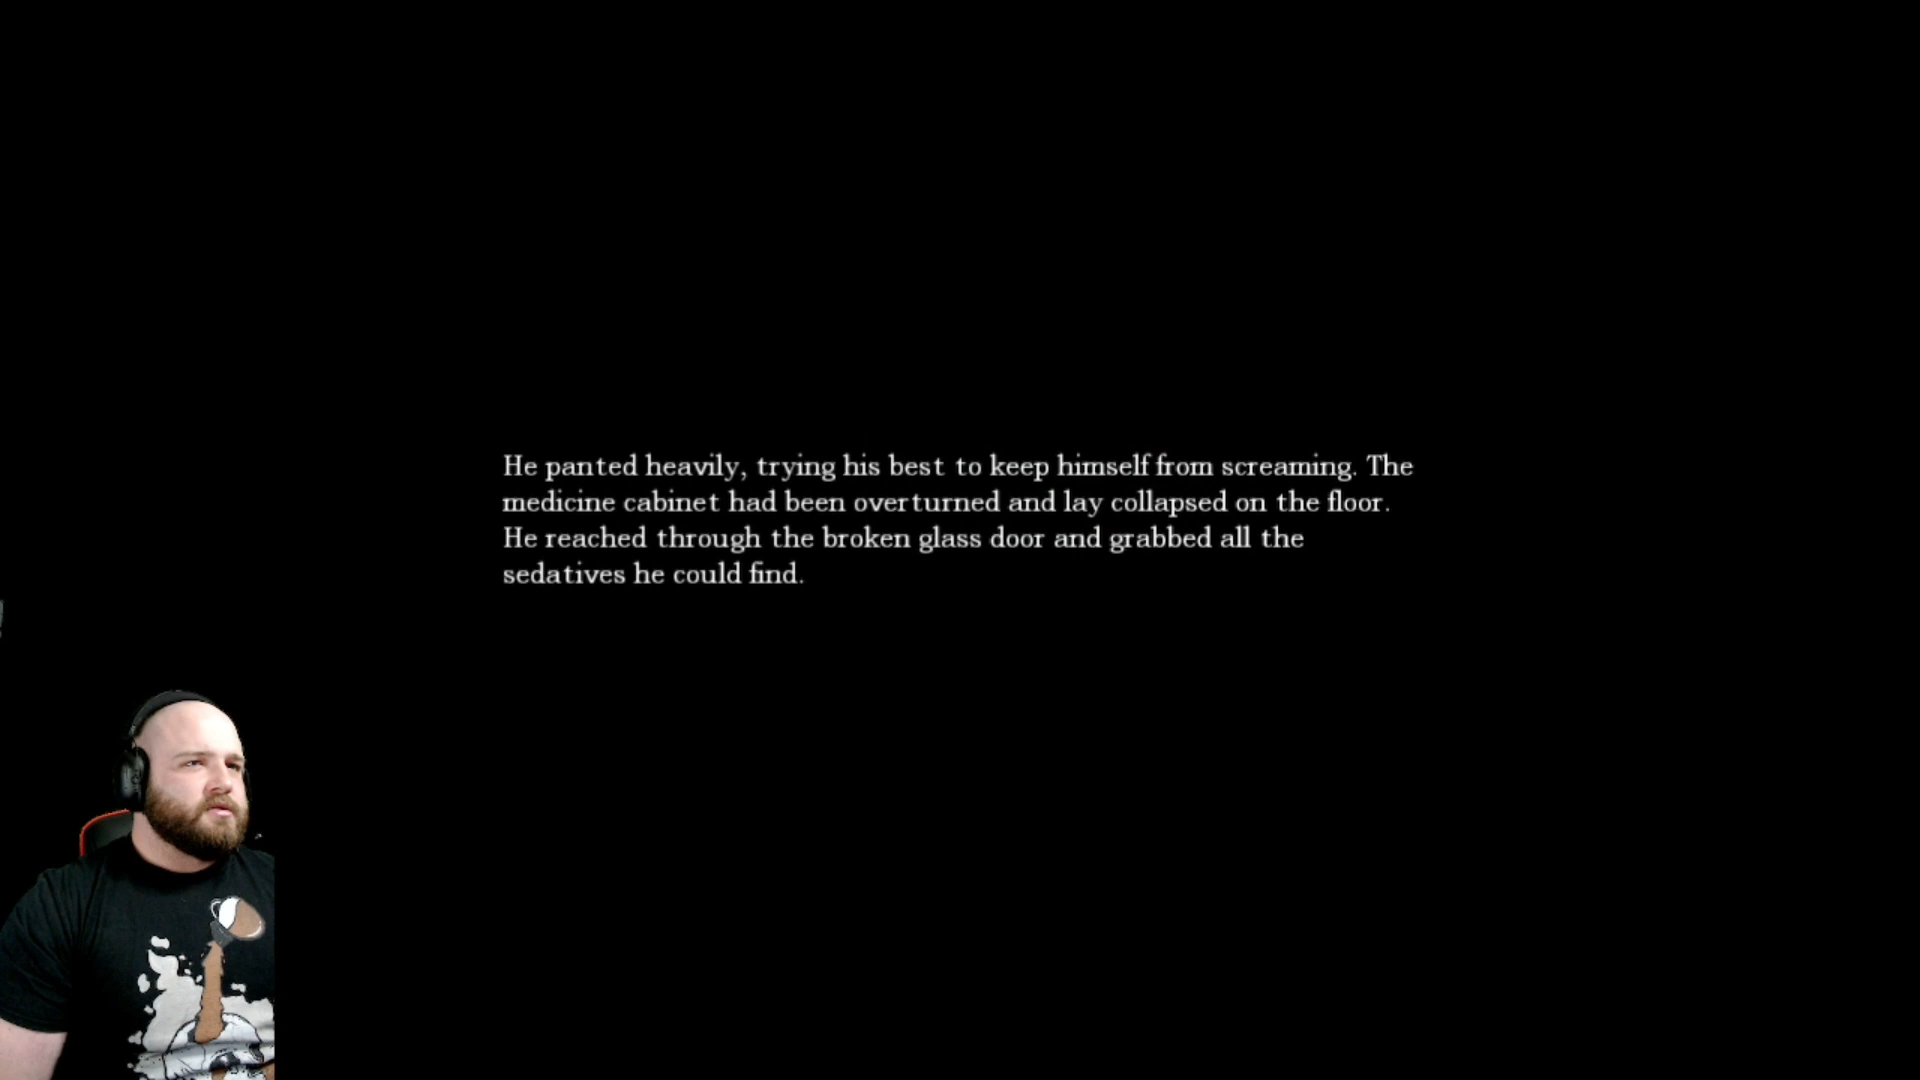 He panted heavily, trying his best to keep himself from screaming. The
medicine cabinet had been overturned and lay collapsed on the floor.
He reached through the broken glass door and grabbed all the
sedatives he could find.